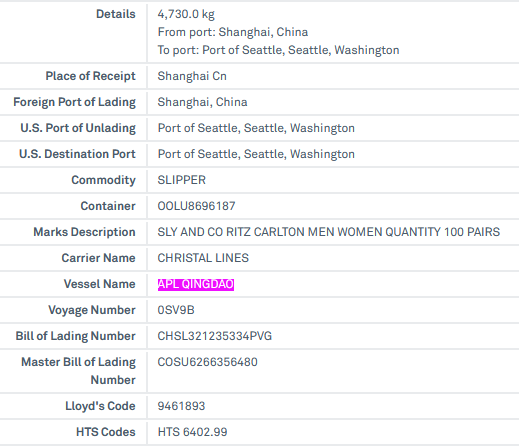 Details 4,730.0 kg
From port: Shanghai, China
To port: Port of Seattle, Seattle, Washington
Place of Receipt Shanghai Cn
Foreign Port of Lading Shanghai, China
U.S. Port of Unlading Port of Seattle, Seattle, Washington
U.S. Destination Port Port of Seattle, Seattle, Washington
Commodity SLIPPER
Container OOLU8696187
Marks Description SLY AND CO RITZ CARLTON MEN WOMEN QUANTITY 100 PAIRS
Carrier Name CHRISTAL LINES
Vessel Name APL QINGDAO
Voyage Number 0SV9B
Bill of Lading Number CHSL321235334PVG
Master Bill of Lading COSU6266356480
Number
Lloyd's Code 9461893
HTS Codes HTS 6402.99